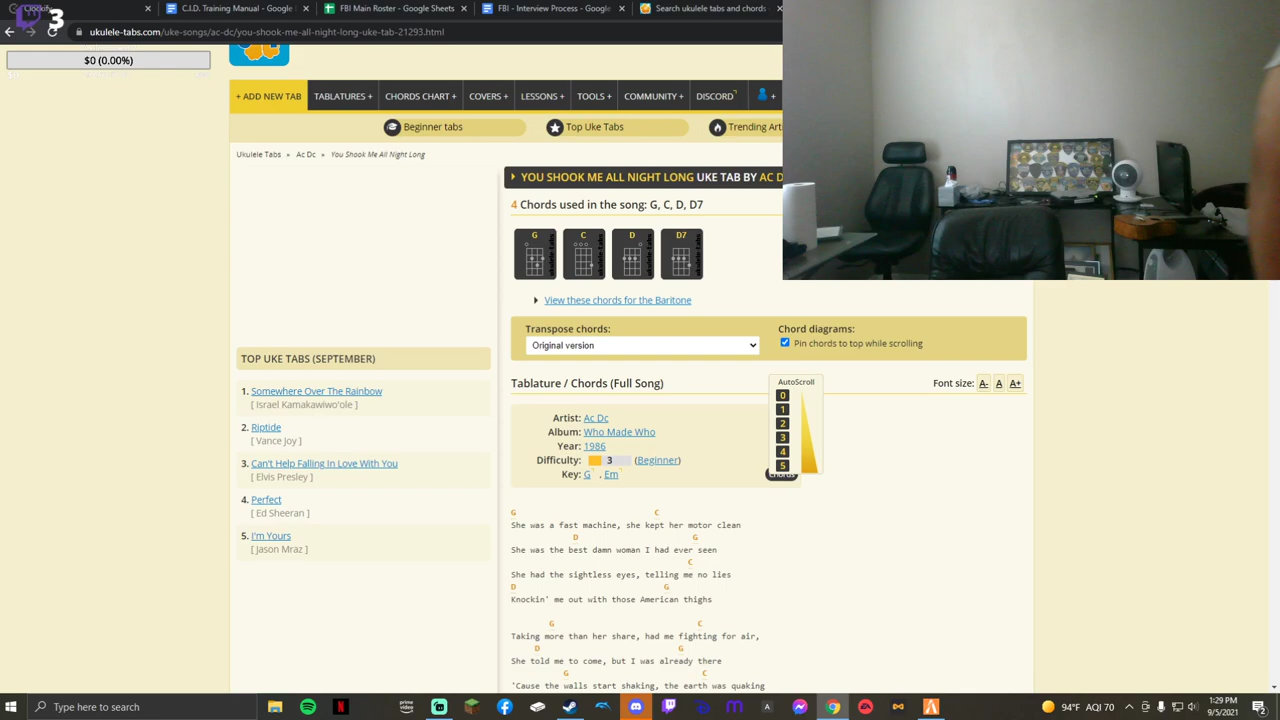 C.I.D. Training Manual - Google
FBI Main Roster - Google Sheets
FBI - Interview Process - Google
Search ukulele tabs and chords
3
ukulele-tabs.com/uke-songs/ac-dc/you-shook-me-all-night-long-uke-tab-21293.html
$0 (0.00%)
+ ADD NEW TAB
TABLATURES +
CHORDS CHART +
COVERS +
LESSONS +
TOOLS +
COMMUNITY +
DISCORD
+
Beginner tabs
Top Uke Tabs
Trending Arti
Ukulele Tabs » Ac Dc » You Shook Me All Night Long
YOU SHOOK ME ALL NIGHT LONG UKE TAB BY AC D
4 Chords used in the song: G, C, D, D7
G C D D7
View these chords for the Baritone
Transpose chords:
Original version
Chord diagrams:
Pin chords to top while scrolling
TOP UKE TABS (SEPTEMBER)
1. Somewhere Over The Rainbow
[ Israel Kamakawiwo'ole ]
2. Riptide
[ Vance Joy ]
3. Can't Help Falling In Love With You
[ Elvis Presley ]
4. Perfect
[ Ed Sheeran ]
5. I'm Yours
[ Jason Mraz ]
Tablature / Chords (Full Song)
AutoScroll
0
1
2
3
4
5
Chords
Font size: A- A A+
Artist: Ac Dc
Album: Who Made Who
Year: 1986
Difficulty: 3 (Beginner)
Key: G , Em
G C
She was a fast machine, she kept her motor clean
D G
She was the best damn woman I had ever seen
C
She had the sightless eyes, telling me no lies
D G
Knockin' me out with those American thighs
G C
Taking more than her share, had me fighting for air,
D G
She told me to come, but I was already there
G C
'Cause the walls start shaking, the earth was quaking
Type here to search
94°F AQI 70
1:29 PM
9/5/2021